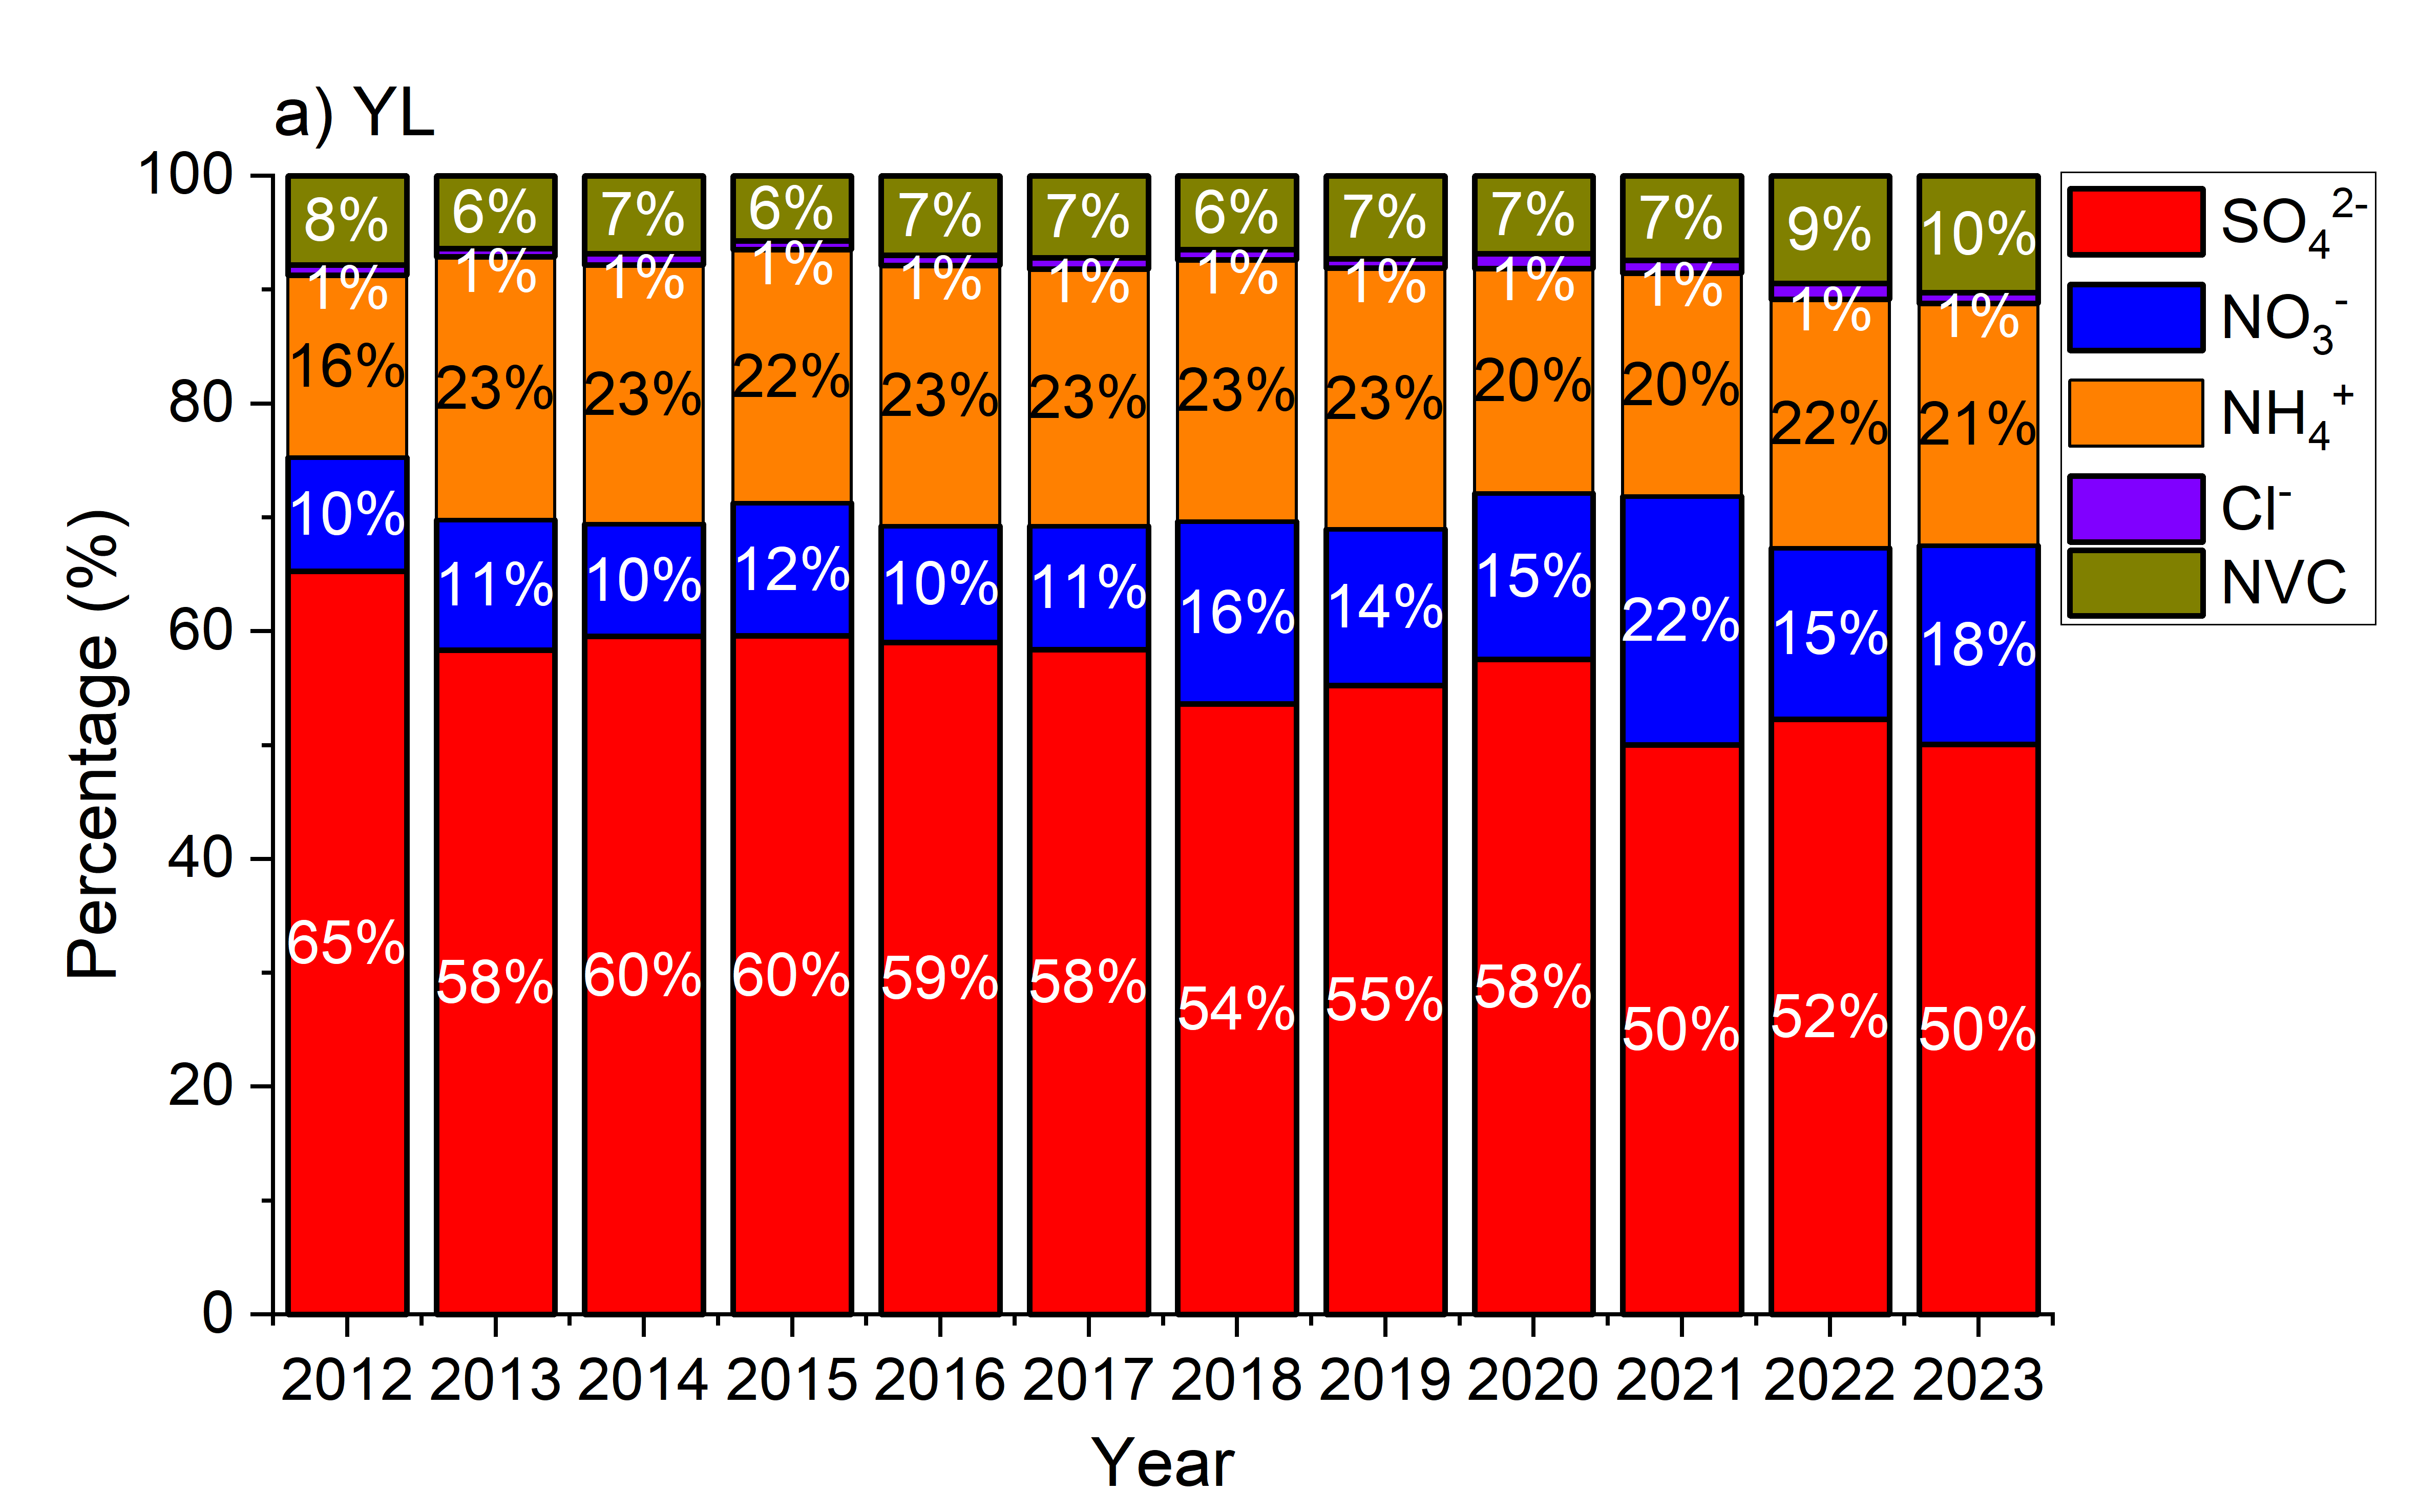 a) YL
100
80
60
40
20
0
Percentage (%)
8% 6% 7% 6% 7% 7% 6% 7% 7% 7% 9% 10%
1% 1% 1% 1% 1% 1% 1% 1% 1% 1% 1% 1%
16% 23% 23% 22% 23% 23% 23% 23% 20% 20% 22% 21%
10% 11% 10% 12% 10% 11% 16% 14% 15% 22% 15% 18%
65% 58% 60% 60% 59% 58% 54% 55% 58% 50% 52% 50%
2012 2013 2014 2015 2016 2017 2018 2019 2020 2021 2022 2023
Year
SO₄²⁻
NO₃⁻
NH₄⁺
Cl⁻
NVC